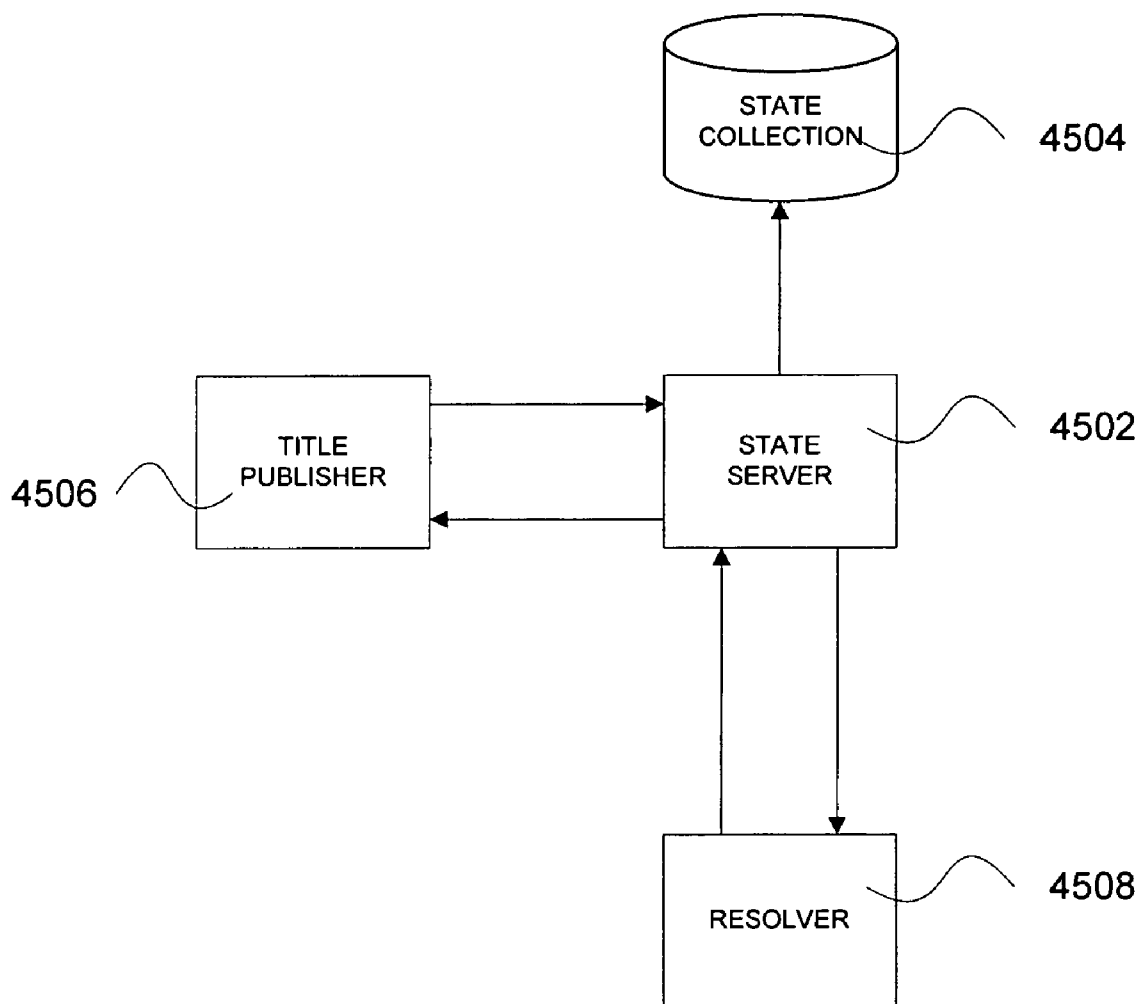 STATE
COLLECTION
4504
TITLE
PUBLISHER
4506
STATE
SERVER
4502
RESOLVER
4508